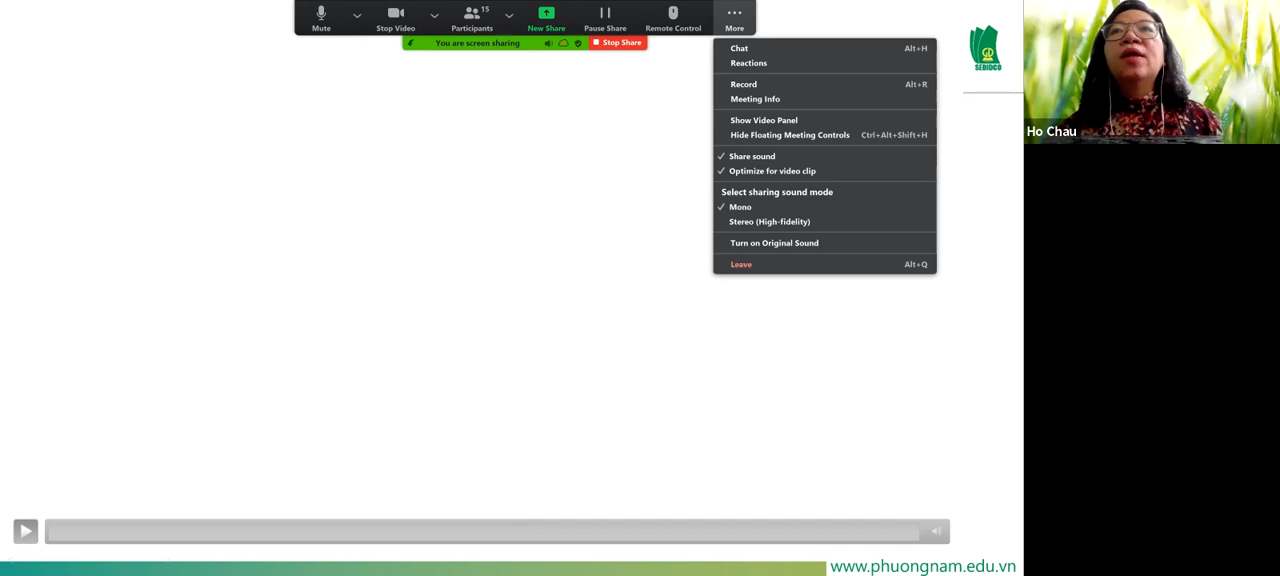 Mute
Stop Video
15
Participants
New Share
Pause Share
Remote Control
More
You are screen sharing
Stop Share
Chat Alt+H
Reactions
Record Alt+R
Meeting Info
Show Video Panel
Hide Floating Meeting Controls Ctrl+Alt+Shift+H
Share sound
Optimize for video clip
Select sharing sound mode
Mono
Stereo (High-fidelity)
Turn on Original Sound
Leave Alt+Q
GD
SEDIDCO
Ho Chau
www.phuongnam.edu.vn